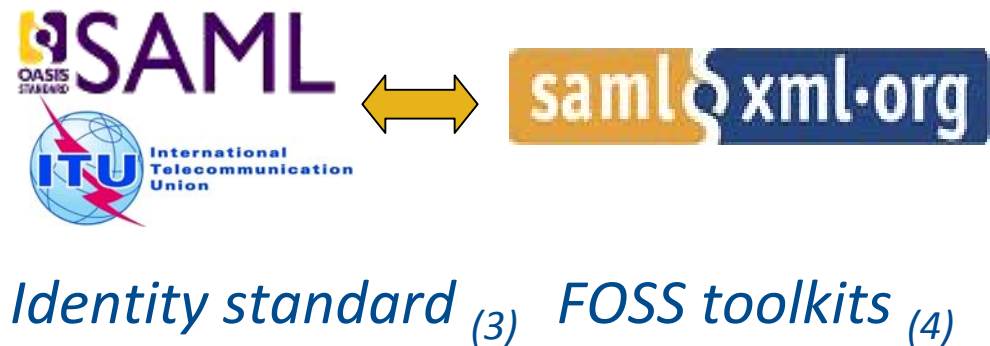 OASIS
STANDARD
SAML
saml xml•org
ITU
International
Telecommunication
Union
Identity standard (3) FOSS toolkits (4)